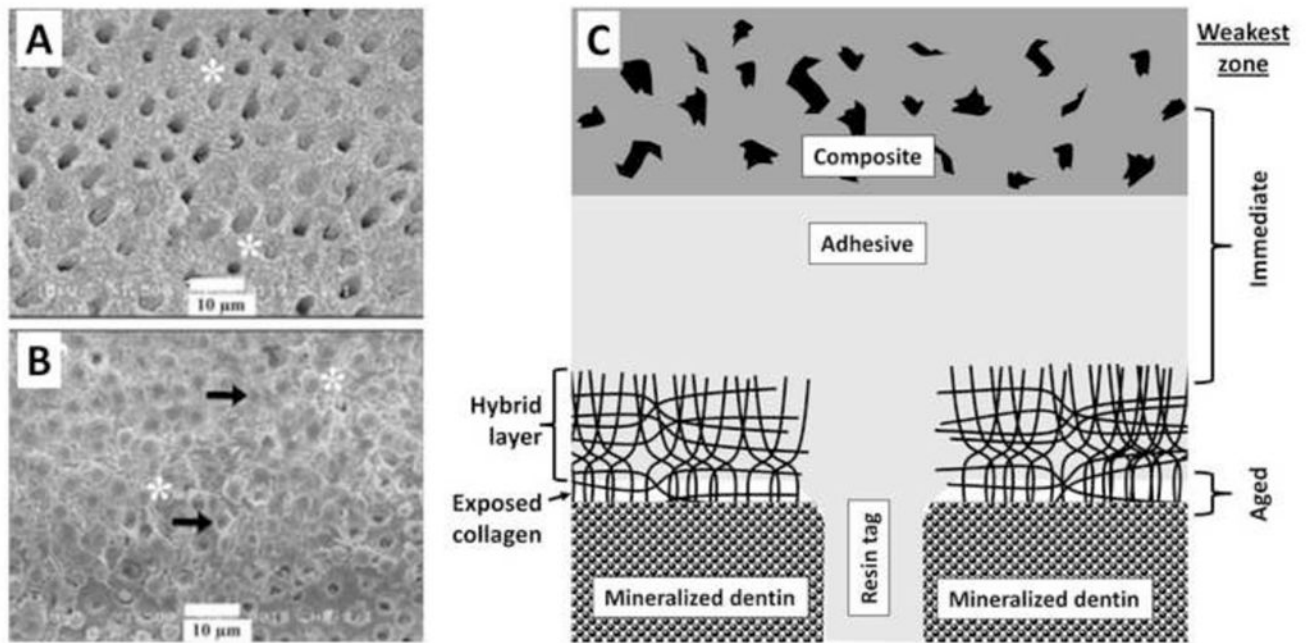 A
10 µm
B
10 µm
C
Composite
Adhesive
Hybrid
layer
Exposed
collagen
Resin tag
Mineralized dentin
Mineralized dentin
Weakest
zone
Immediate
Aged